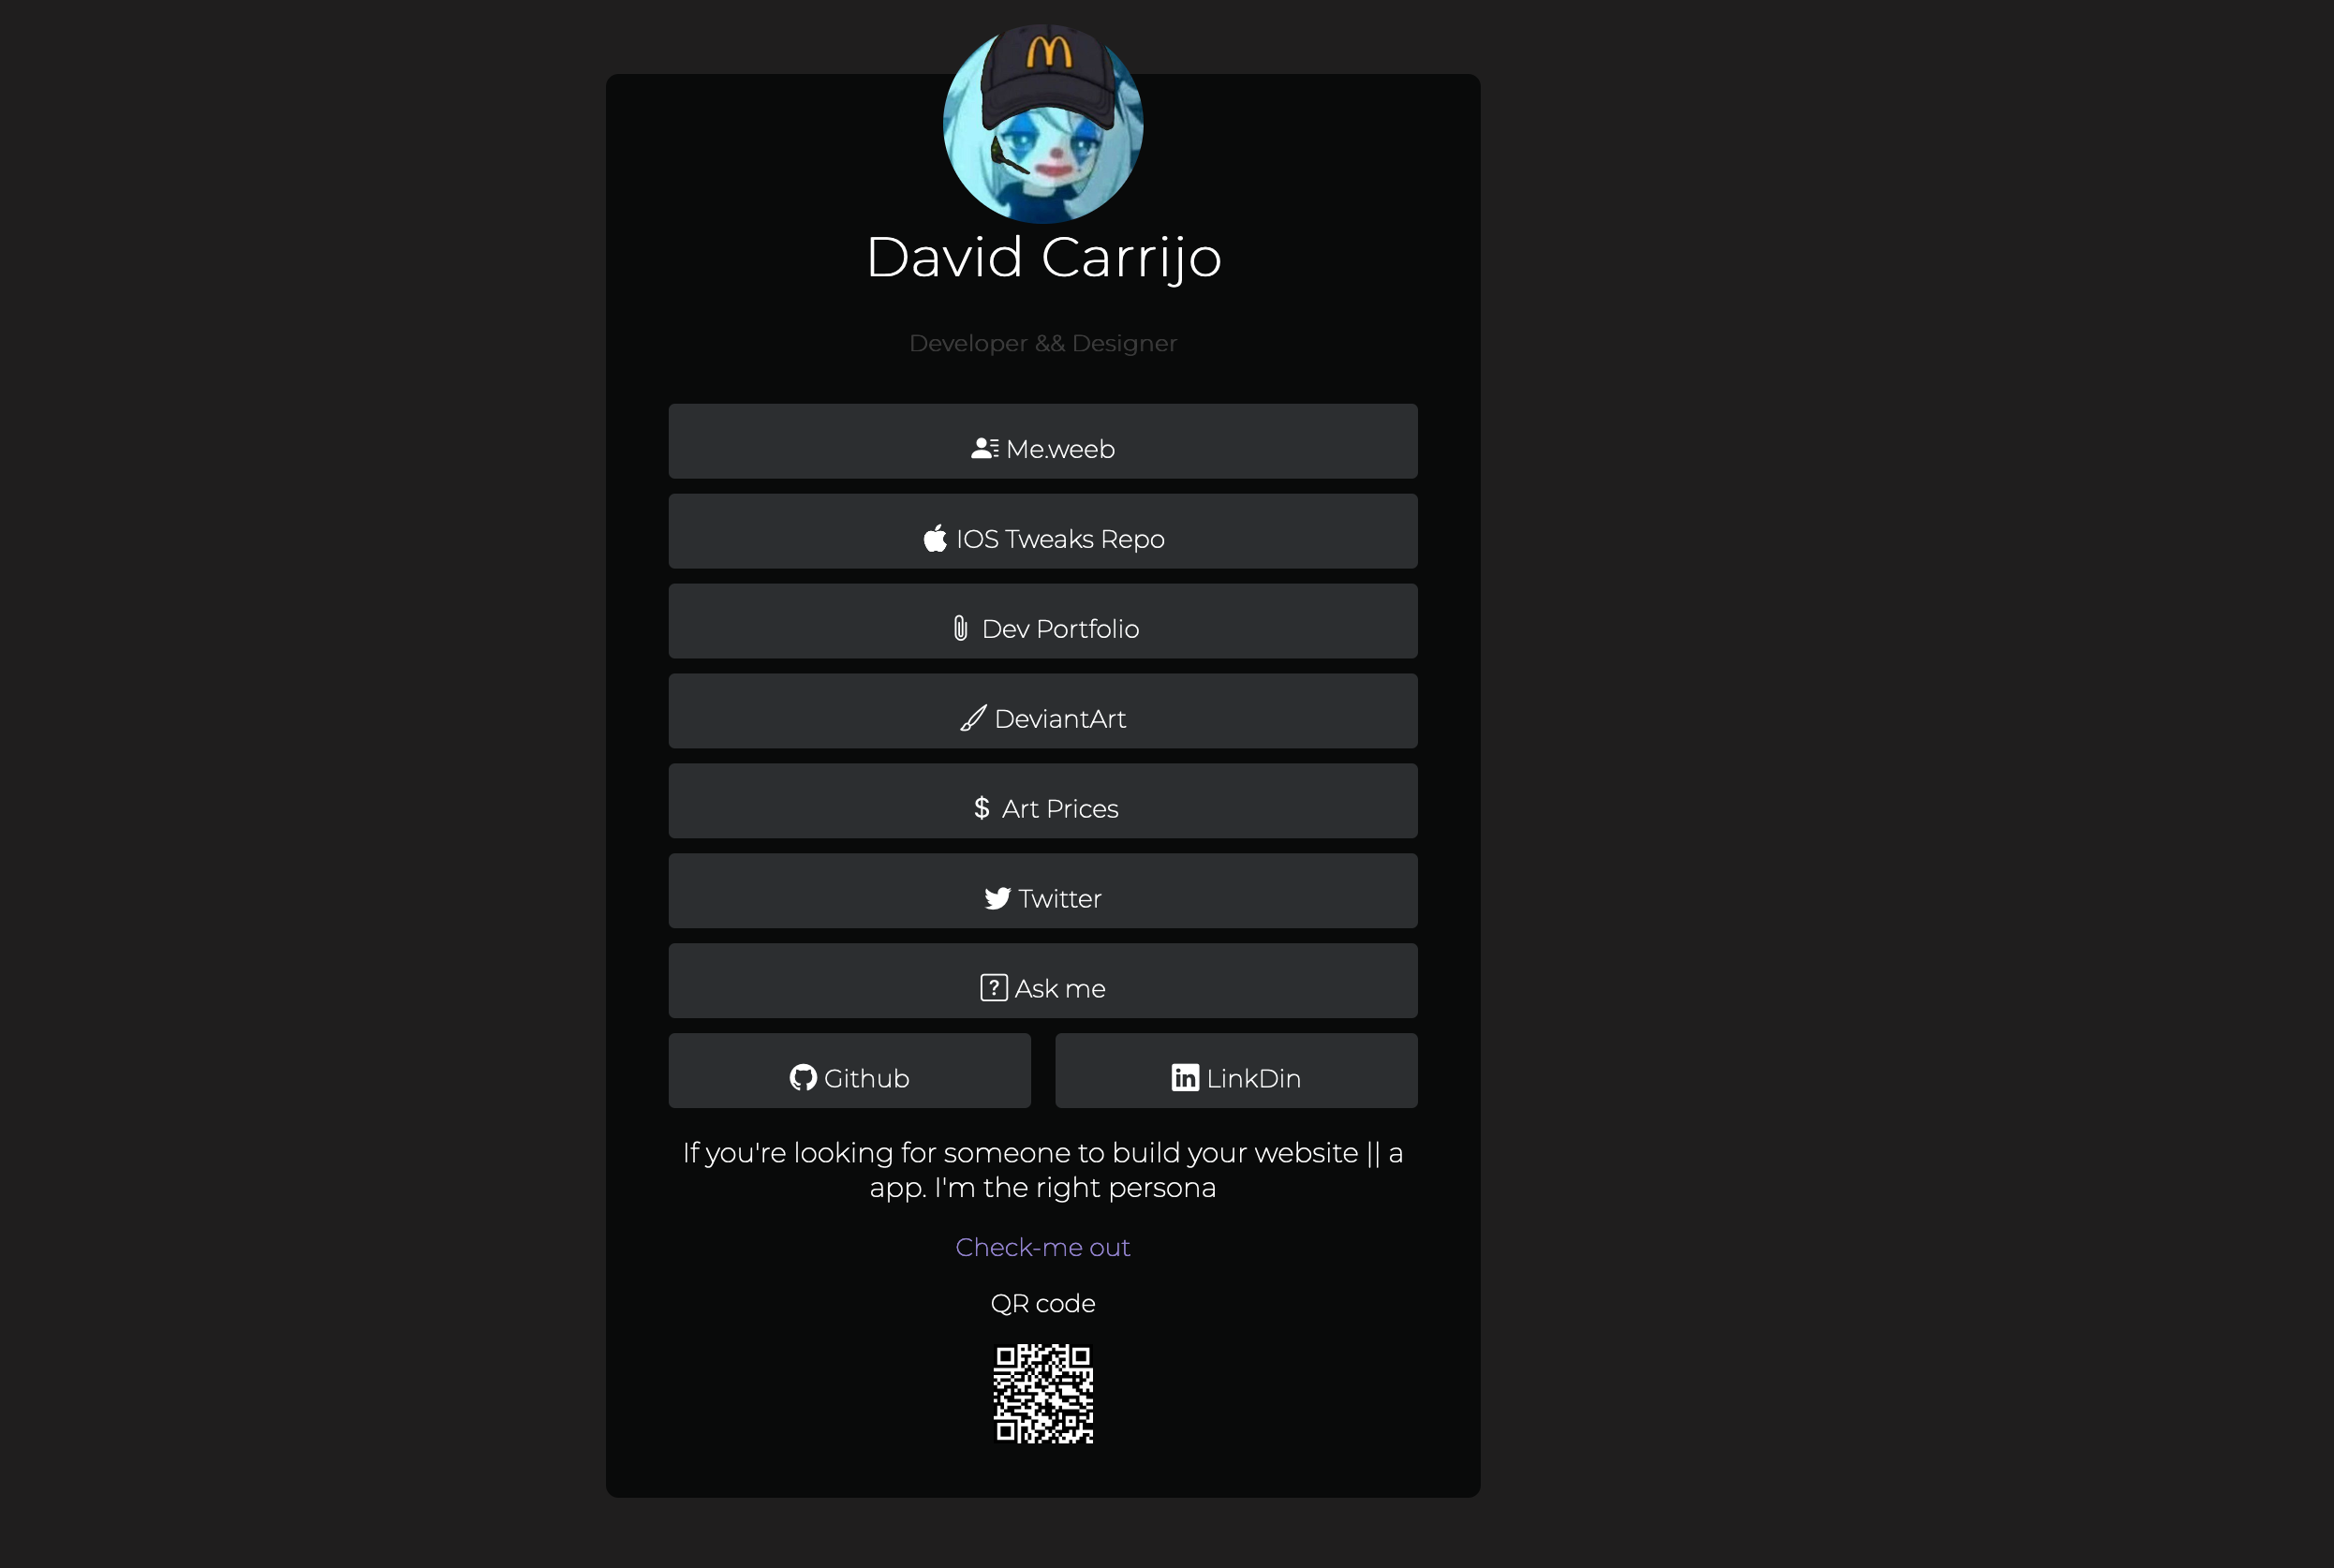 David Carrijo
Developer && Designer
Me.weeb
IOS Tweaks Repo
Dev Portfolio
DeviantArt
$ Art Prices
Twitter
? Ask me
Github
in LinkDin
If you're looking for someone to build your website || a
app. I'm the right persona
Check-me out
QR code